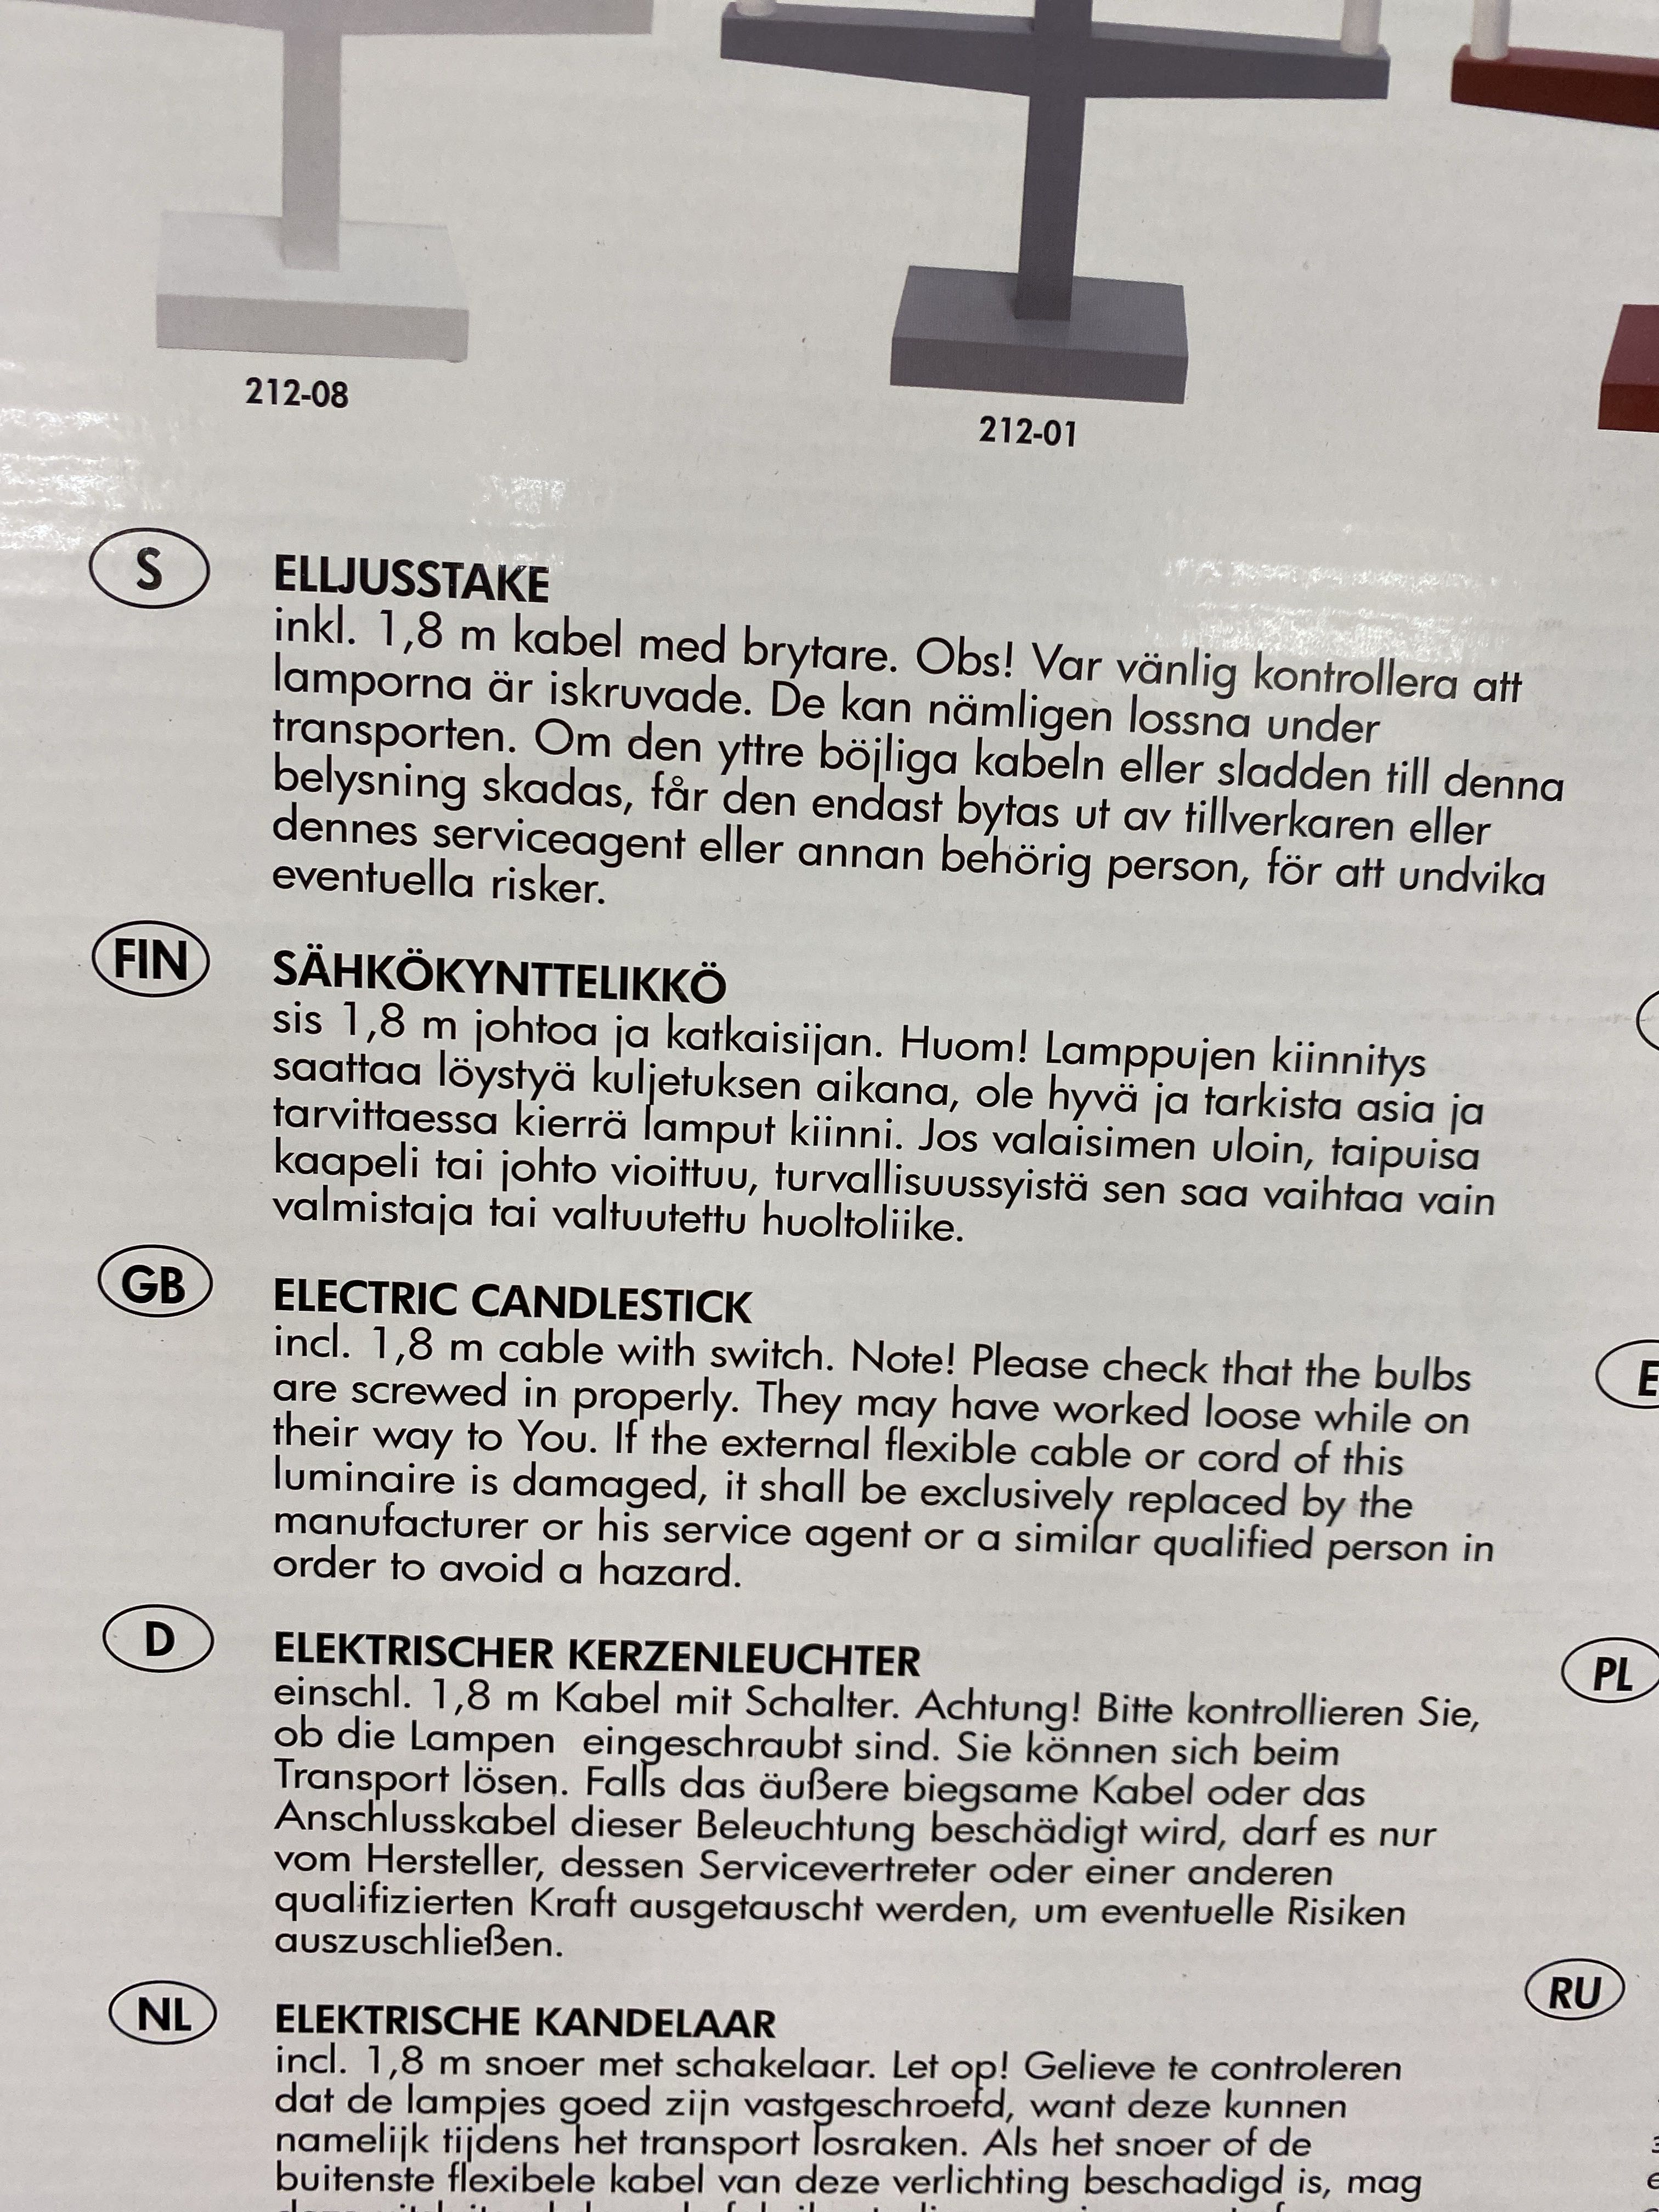 212-08
212-01
S
ELLJUSSTAKE
inkl. 1,8 m kabel med brytare. Obs! Var vänlig kontrollera att
lamporna är iskruvade. De kan nämligen lossna under
transporten. Om den yttre böjliga kabeln eller sladden till denna
belysning skadas, får den endast bytas ut av tillverkaren eller
dennes serviceagent eller annan behörig person, för att undvika
eventuella risker.
FIN
SÄHKÖKYNTTELIKKÖ
sis 1,8 m johtoa ja katkaisijan. Huom! Lamppujen kiinnitys
saattaa löystyä kuljetuksen aikana, ole hyvä ja tarkista asia ja
tarvittaessa kierrä lamput kiinni. Jos valaisimen uloin, taipuisa
kaapeli tai johto vioittuu, turvallisuussyistä sen saa vaihtaa vain
valmistaja tai valtuutettu huoltoliike.
GB
ELECTRIC CANDLESTICK
incl. 1,8 m cable with switch. Note! Please check that the bulbs
are screwed in properly. They may have worked loose while on
their way to You. If the external flexible cable or cord of this
luminaire is damaged, it shall be exclusively replaced by the
manufacturer or his service agent or a similar qualified person in
order to avoid a hazard.
D
ELEKTRISCHER KERZENLEUCHTER
einschl. 1,8 m Kabel mit Schalter. Achtung! Bitte kontrollieren Sie,
ob die Lampen eingeschraubt sind. Sie können sich beim
Transport lösen. Falls das äußere biegsame Kabel oder das
Anschlusskabel dieser Beleuchtung beschädigt wird, darf es nur
vom Hersteller, dessen Servicevertreter oder einer anderen
qualifizierten Kraft ausgetauscht werden, um eventuelle Risiken
auszuschließen.
NL
ELEKTRISCHE KANDELAAR
incl. 1,8 m snoer met schakelaar. Let op! Gelieve te controleren
dat de lampjes goed zijn vastgeschroefd, want deze kunnen
namelijk tijdens het transport losraken. Als het snoer of de
buitenste flexibele kabel van deze verlichting beschadigd is, mag
E
PL
RU